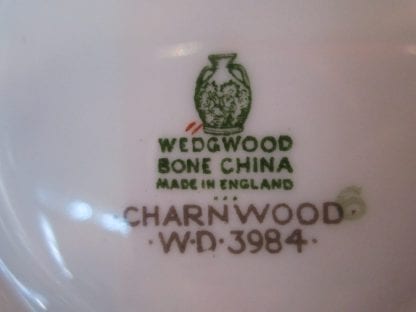 WEDGWOOD
BONE CHINA
MADE IN ENGLAND
CHARNWOOD
·W·D·3984·